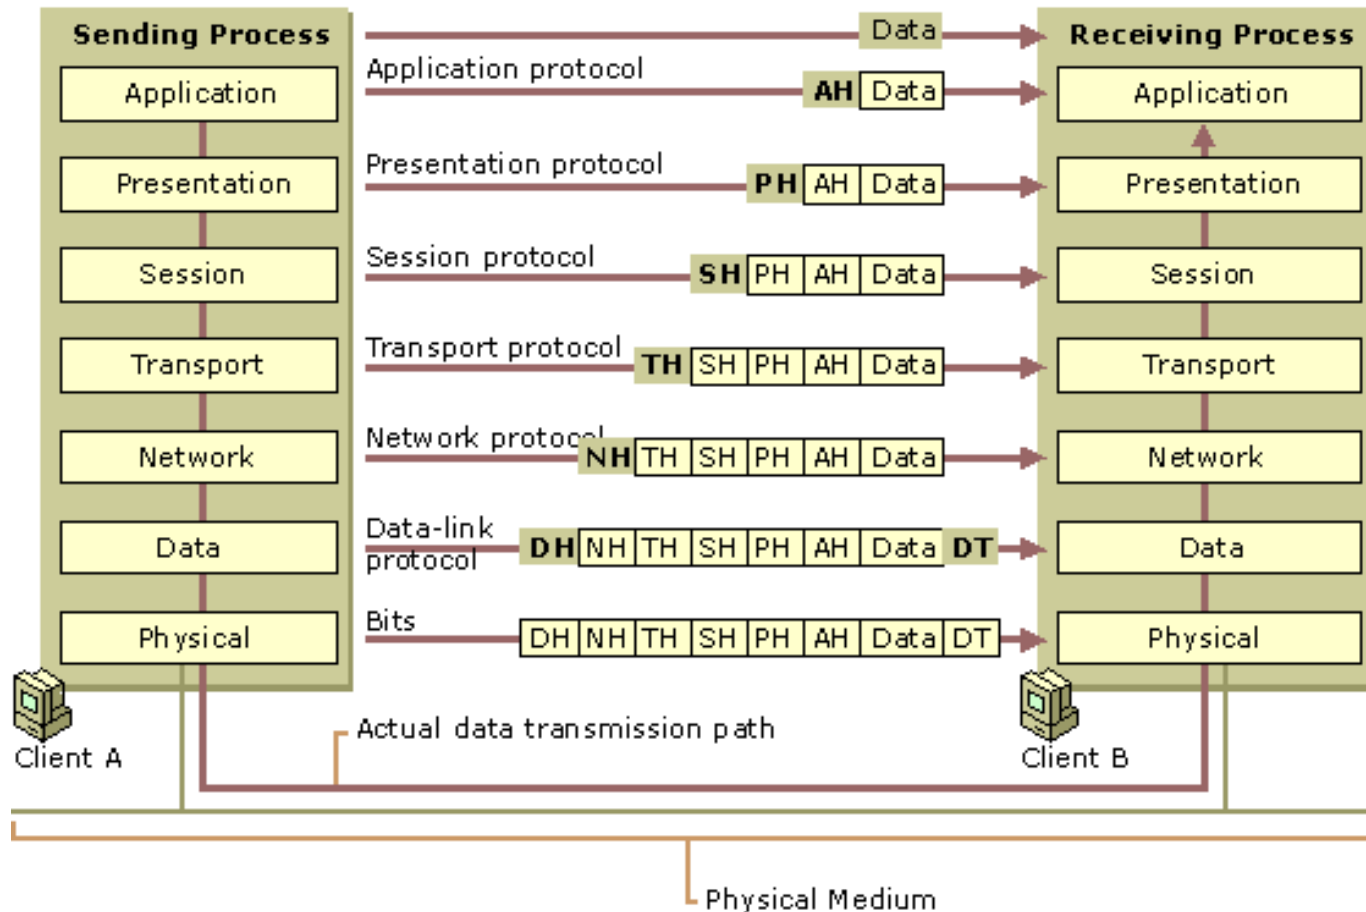 Sending Process
Data
Receiving Process
Application
Application protocol
AH Data
Application
Presentation
Presentation protocol
PH AH Data
Presentation
Session
Session protocol
SH PH AH Data
Session
Transport
Transport protocol
TH SH PH AH Data
Transport
Network
Network protocol
NH TH SH PH AH Data
Network
Data
Data-link
protocol
DH NH TH SH PH AH Data DT
Data
Physical
Bits
DH NH TH SH PH AH Data DT
Physical
Client A
Actual data transmission path
Client B
Physical Medium